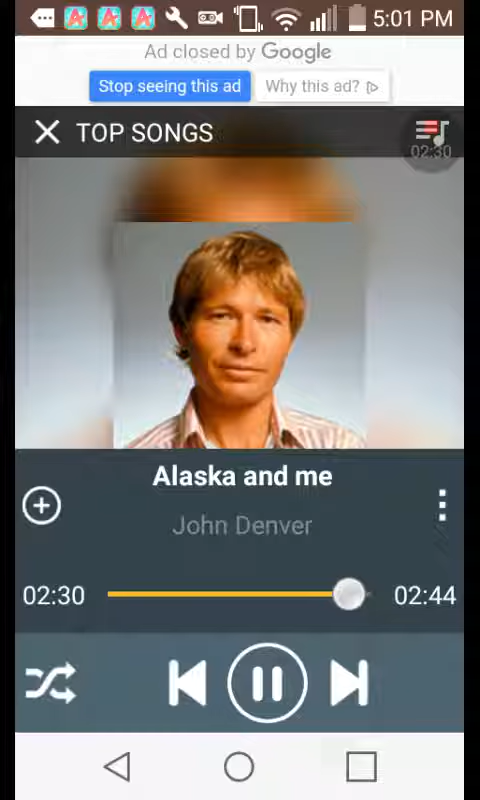 5:01 PM
Ad closed by Google
Stop seeing this ad
Why this ad?
TOP SONGS
02:30
Alaska and me
John Denver
02:30
02:44